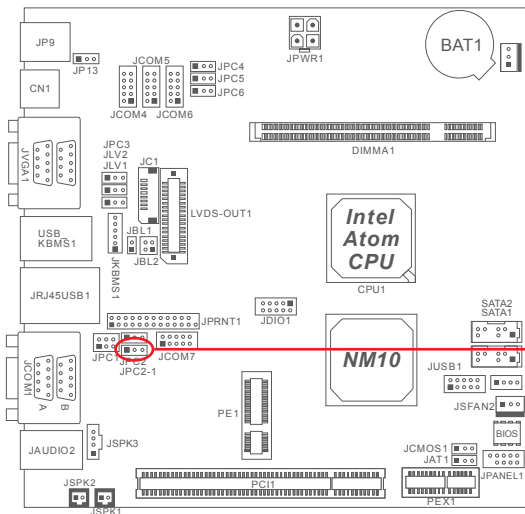 JP9
JP13
JCOM5
JCOM4
JCOM6
JPC4
JPC5
JPC6
JPWR1
BAT1
CN1
JVGA1
DIMMA1
JPC3
JLV2
JLV1
JC1
LVDS-OUT1
JBL1
JBL2
JKBMS1
USB_
KBMS1
Intel
Atom
CPU
CPU1
JRJ45USB1
JPRNT1
JDIO1
SATA2
SATA1
JPC1
JPC2
JPC2-1
JCOM7
NM10
JUSB1
JCOM1
A
B
PE1
JSFAN2
BIOS
JAUDIO2
JSPK3
JCMOS1
JAT1
JPANEL1
JSPK2
JSPK1
PCI1
PEX1